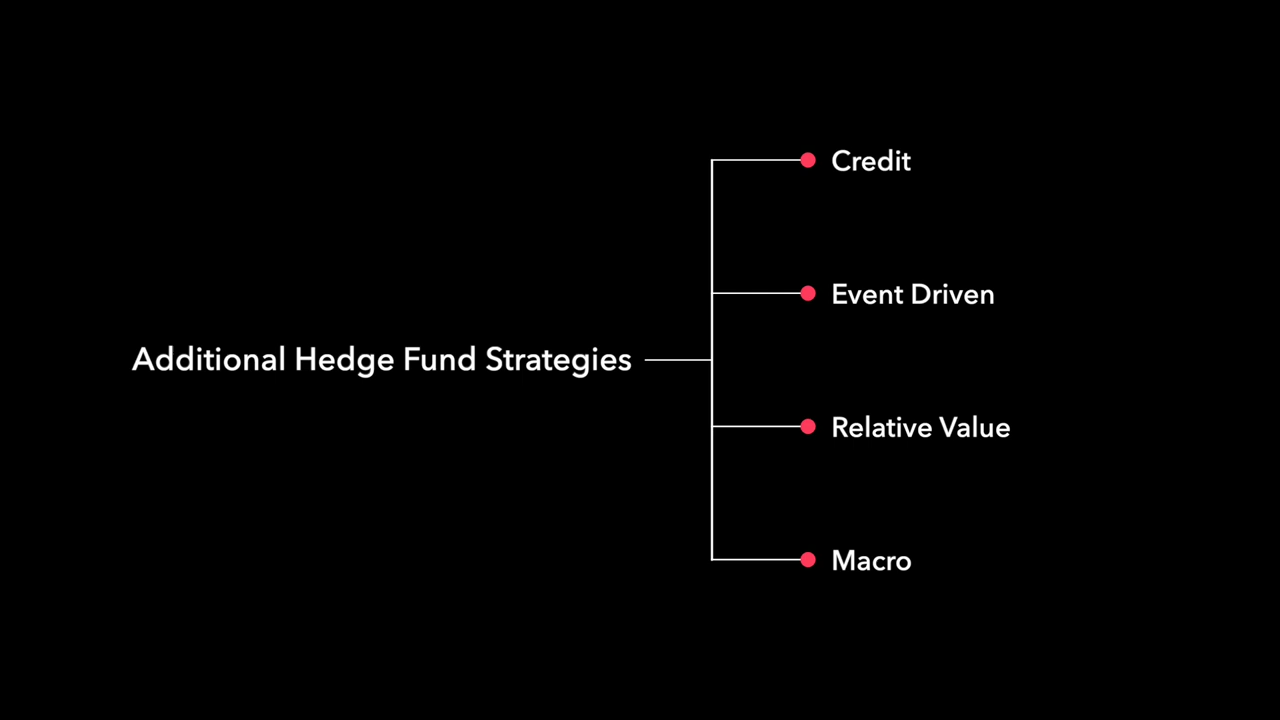 Additional Hedge Fund Strategies
Credit
Event Driven
Relative Value
Macro